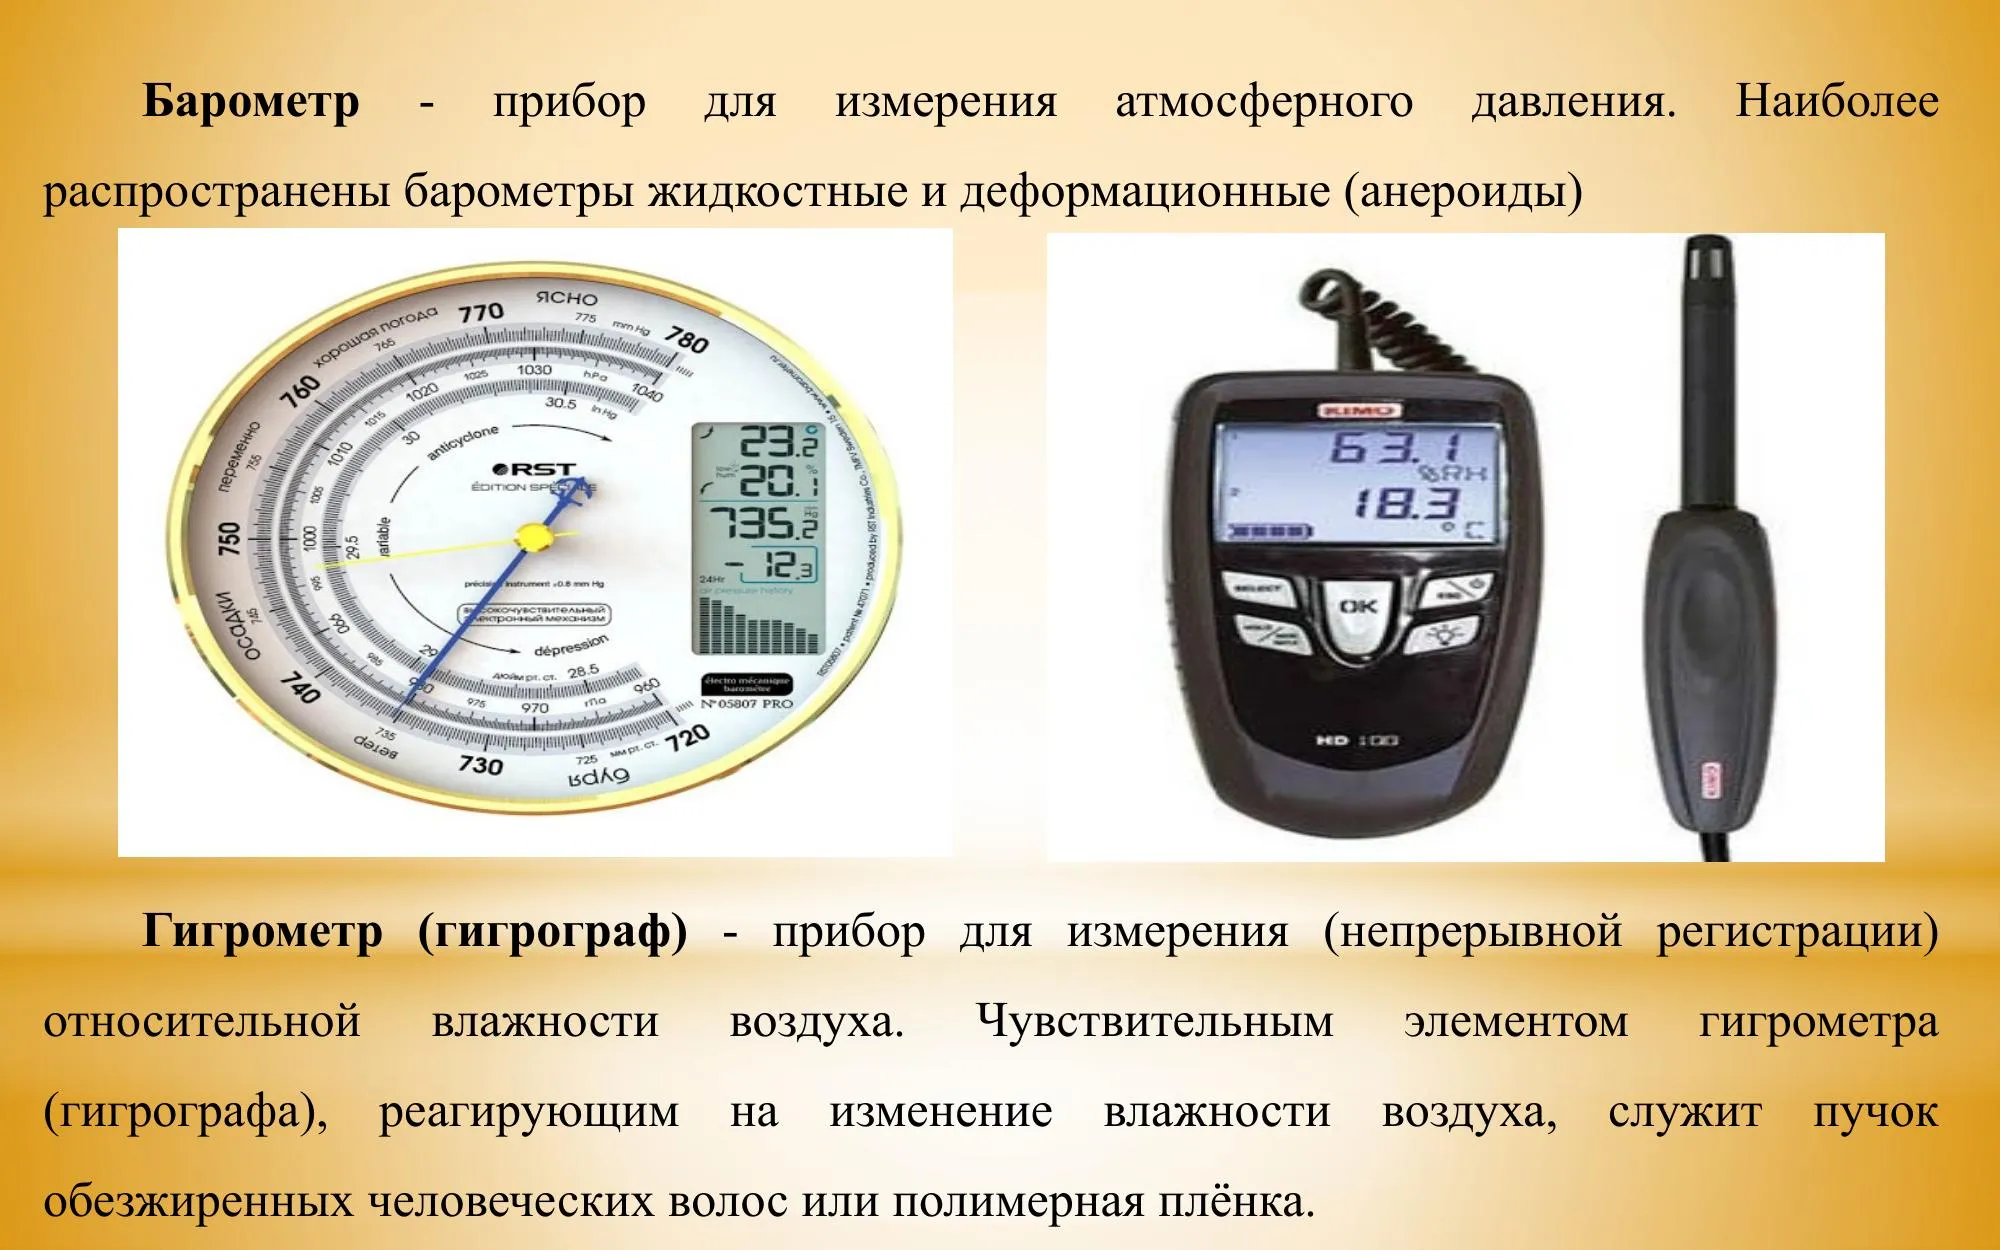 Барометр - прибор для измерения атмосферного давления. Наиболее
распространены барометры жидкостные и деформационные (анероиды)
ЯСНО
770
775
mm Hg
780
хорошая погода
765
760
1025
1030
hPa
1040
1020
30.5
In Hg
1015
30
1010
переменно
755
1005
anticyclone
RST
ÉDITION SPÉCIALE
750
1000
29.5
variable
995
précision instrument ±0.8 mm Hg
высокочувствительный
электронный механизм
осадки
745
990
985
29
dépression
740
980
дюйм рт. ст.
28.5
975
970
гПа
960
735
ветер
730
725
мм рт. ст.
720
буря
23.2
20.1
735.2
-12.3
24Hr
air pressure history
électro mécanique
baromètre
N°05807 PRO
KIMO
63.1
%RH
18.3
°C
SELECT
OK
ESC
HD 100
Гигрометр (гигрограф) - прибор для измерения (непрерывной регистрации)
относительной влажности воздуха. Чувствительным элементом гигрометра
(гигрографа), реагирующим на изменение влажности воздуха, служит пучок
обезжиренных человеческих волос или полимерная плёнка.